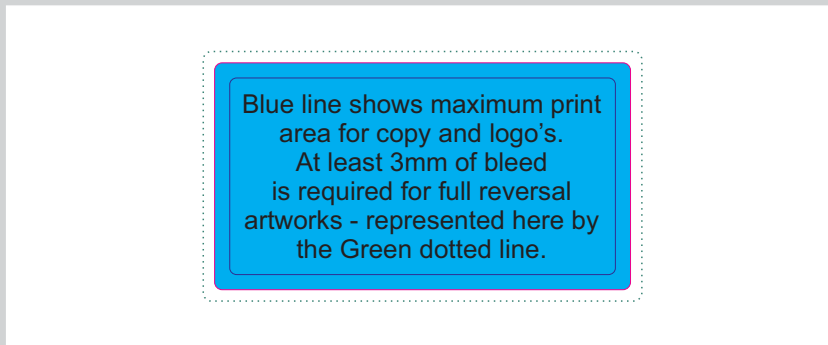 Blue line shows maximum print
area for copy and logo’s.
At least 3mm of bleed
is required for full reversal
artworks - represented here by
the Green dotted line.